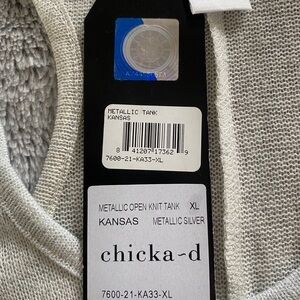 METALLIC TANK
KANSAS
8 41207 17362 9
7600-21-KA33-XL
METALLIC OPEN KNIT TANK XL
KANSAS METALLIC SILVER
chicka-d
7600-21-KA33-XL